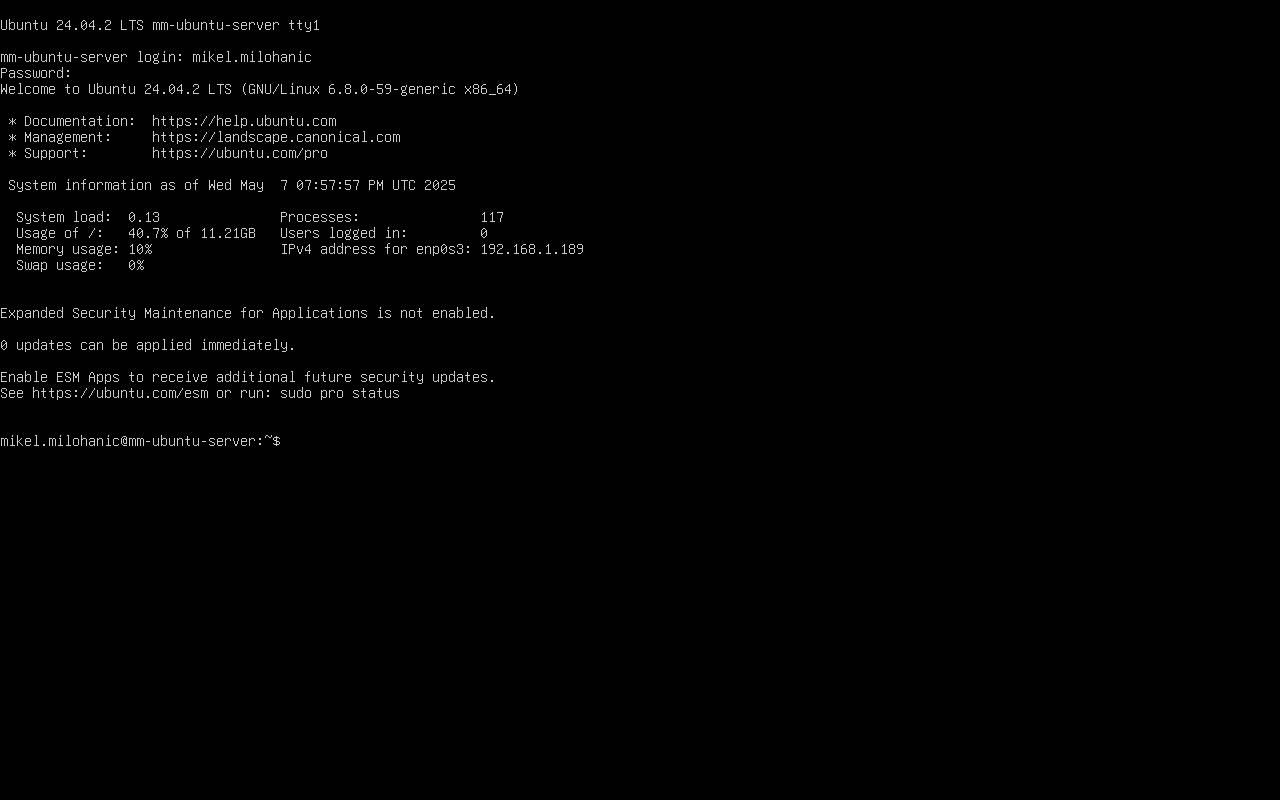 Ubuntu 24.04.2 LTS mm-ubuntu-server tty1
mm-ubuntu-server login: mikel.milohanic
Password:
Welcome to Ubuntu 24.04.2 LTS (GNU/Linux 6.8.0-59-generic x86_64)
* Documentation:  https://help.ubuntu.com
* Management:     https://landscape.canonical.com
* Support:        https://ubuntu.com/pro
System information as of Wed May  7 07:57:57 PM UTC 2025
System load:  0.13               Processes:               117
Usage of /:   40.7% of 11.21GB   Users logged in:         0
Memory usage: 10%                IPv4 address for enp0s3: 192.168.1.189
Swap usage:   0%
Expanded Security Maintenance for Applications is not enabled.
0 updates can be applied immediately.
Enable ESM Apps to receive additional future security updates.
See https://ubuntu.com/esm or run: sudo pro status
mikel.milohanic@mm-ubuntu-server:~$